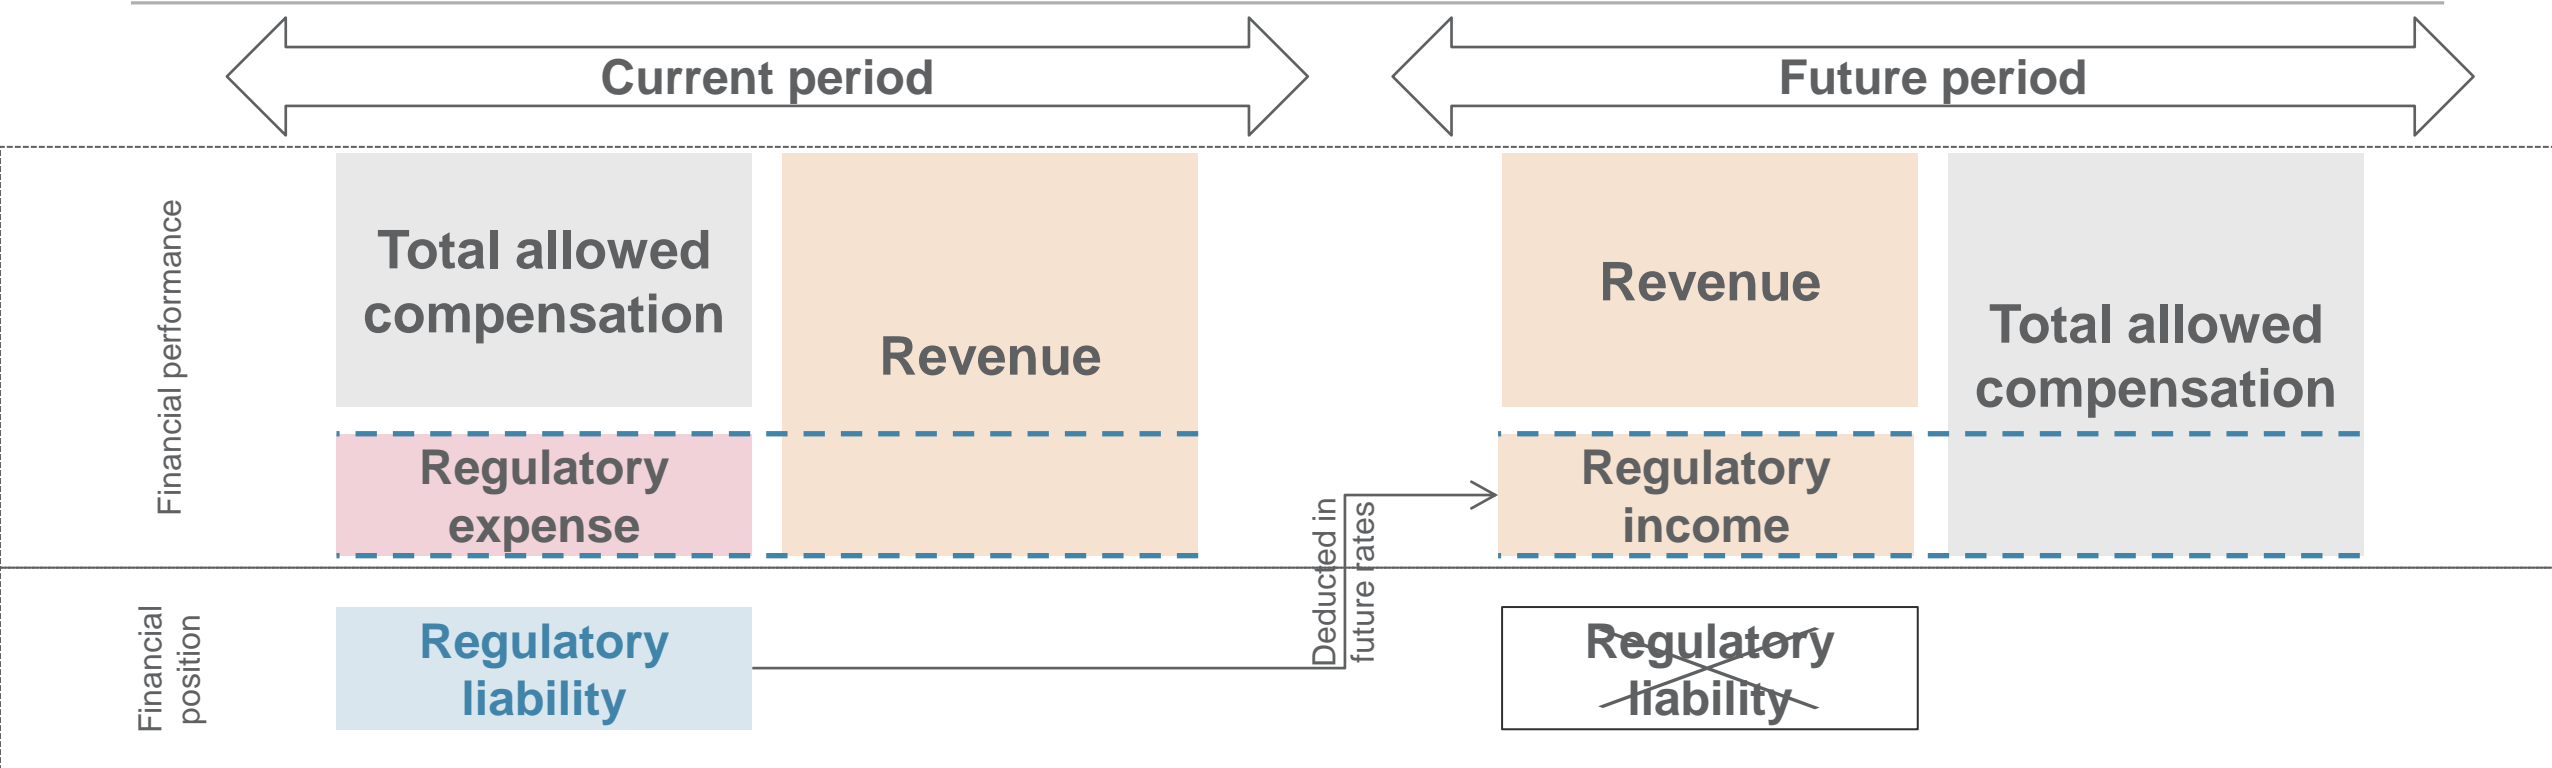 Current period
Future period
Financial performance
Total allowed
compensation
Revenue
Revenue
Total allowed
compensation
Regulatory
expense
Deducted in
future rates
Regulatory
income
Financial
position
Regulatory
liability
Regulatory
liability